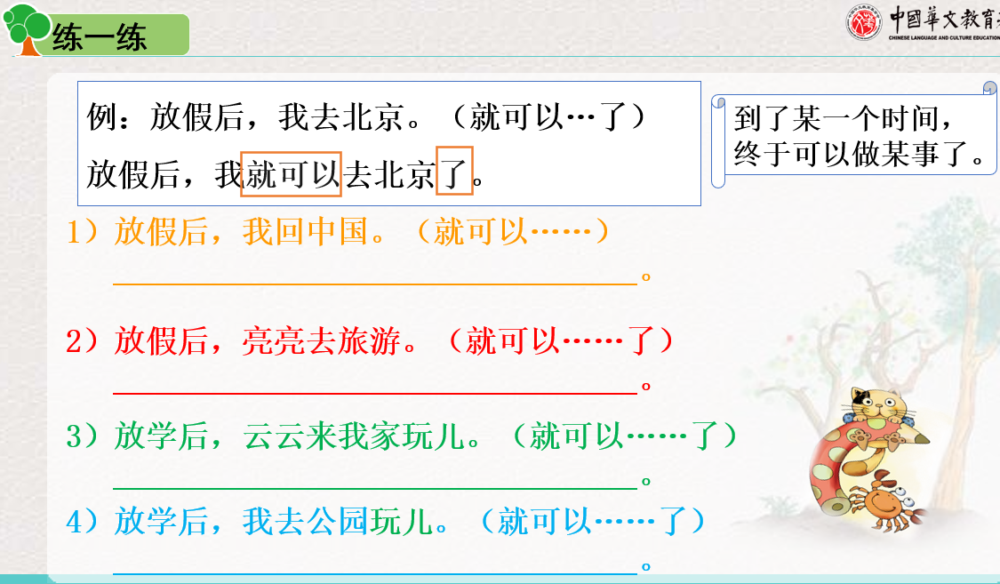 练一练
中國華文教育
CHINESE LANGUAGE AND CULTURE EDUCATION
例：放假后，我去北京。（就可以…了）
放假后，我就可以去北京了。
到了某一个时间，
终于可以做某事了。
1）放假后，我回中国。（就可以……）
。
2）放假后，亮亮去旅游。（就可以……了）
。
3）放学后，云云来我家玩儿。（就可以……了）
。
4）放学后，我去公园玩儿。（就可以……了）
。